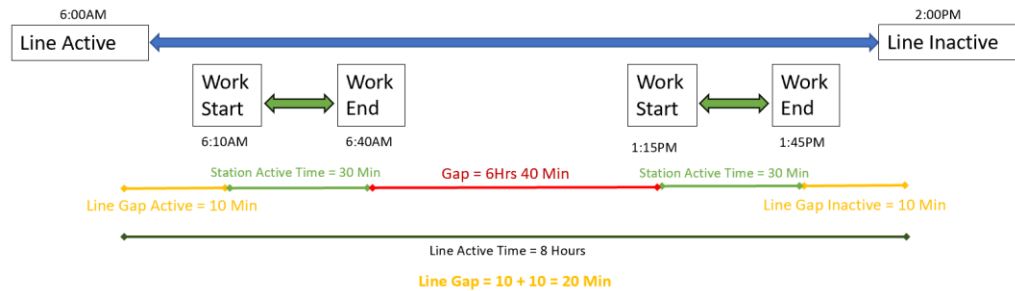 6:00AM
2:00PM
Line Active
Line Inactive
Work
Start
Work
End
Work
Start
Work
End
6:10AM
6:40AM
1:15PM
1:45PM
Station Active Time = 30 Min
Gap = 6Hrs 40 Min
Station Active Time = 30 Min
Line Gap Active = 10 Min
Line Gap Inactive = 10 Min
Line Active Time = 8 Hours
Line Gap = 10 + 10 = 20 Min